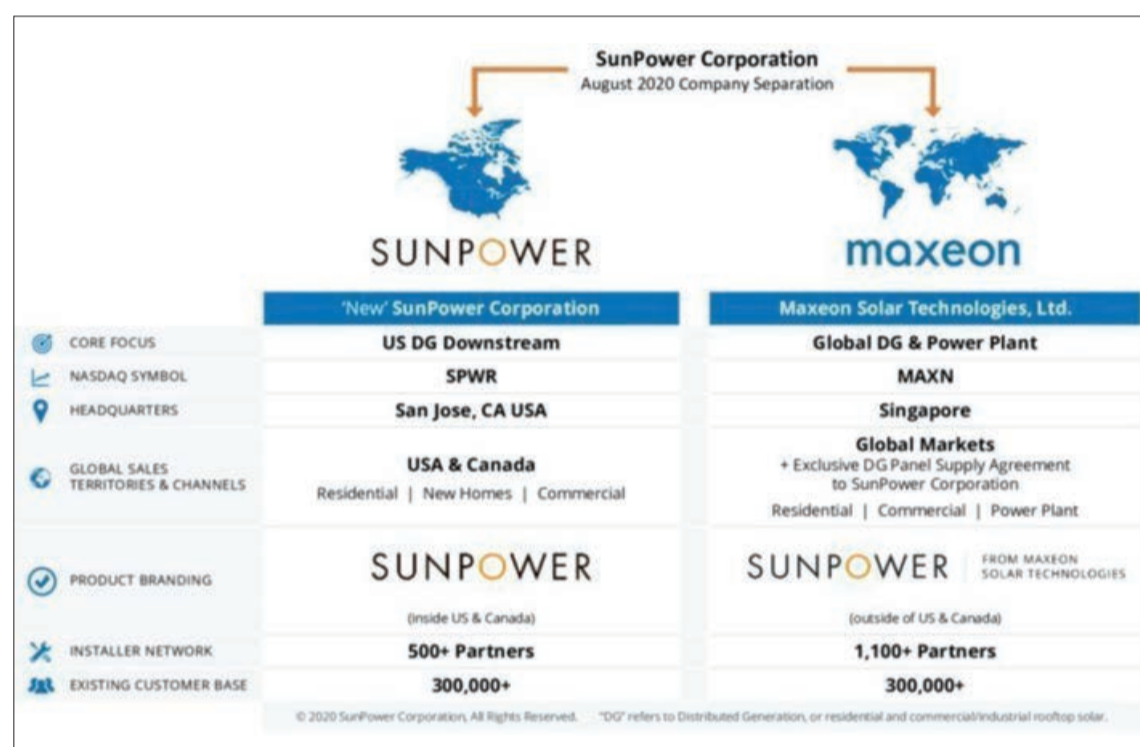 SunPower Corporation
August 2020 Company Separation
SUNPOWER
maxeon
'New' SunPower Corporation
Maxeon Solar Technologies, Ltd.
CORE FOCUS
US DG Downstream
Global DG & Power Plant
NASDAQ SYMBOL
SPWR
MAXN
HEADQUARTERS
San Jose, CA USA
Singapore
GLOBAL SALES
TERRITORIES & CHANNELS
USA & Canada
Residential | New Homes | Commercial
Global Markets
+ Exclusive DG Panel Supply Agreement
to SunPower Corporation
Residential | Commercial | Power Plant
PRODUCT BRANDING
SUNPOWER
(inside US & Canada)
SUNPOWER
FROM MAXEON
SOLAR TECHNOLOGIES
(outside of US & Canada)
INSTALLER NETWORK
500+ Partners
1,100+ Partners
EXISTING CUSTOMER BASE
300,000+
300,000+
© 2020 SunPower Corporation, All Rights Reserved. "DG" refers to Distributed Generation, or residential and commercial/industrial rooftop solar.